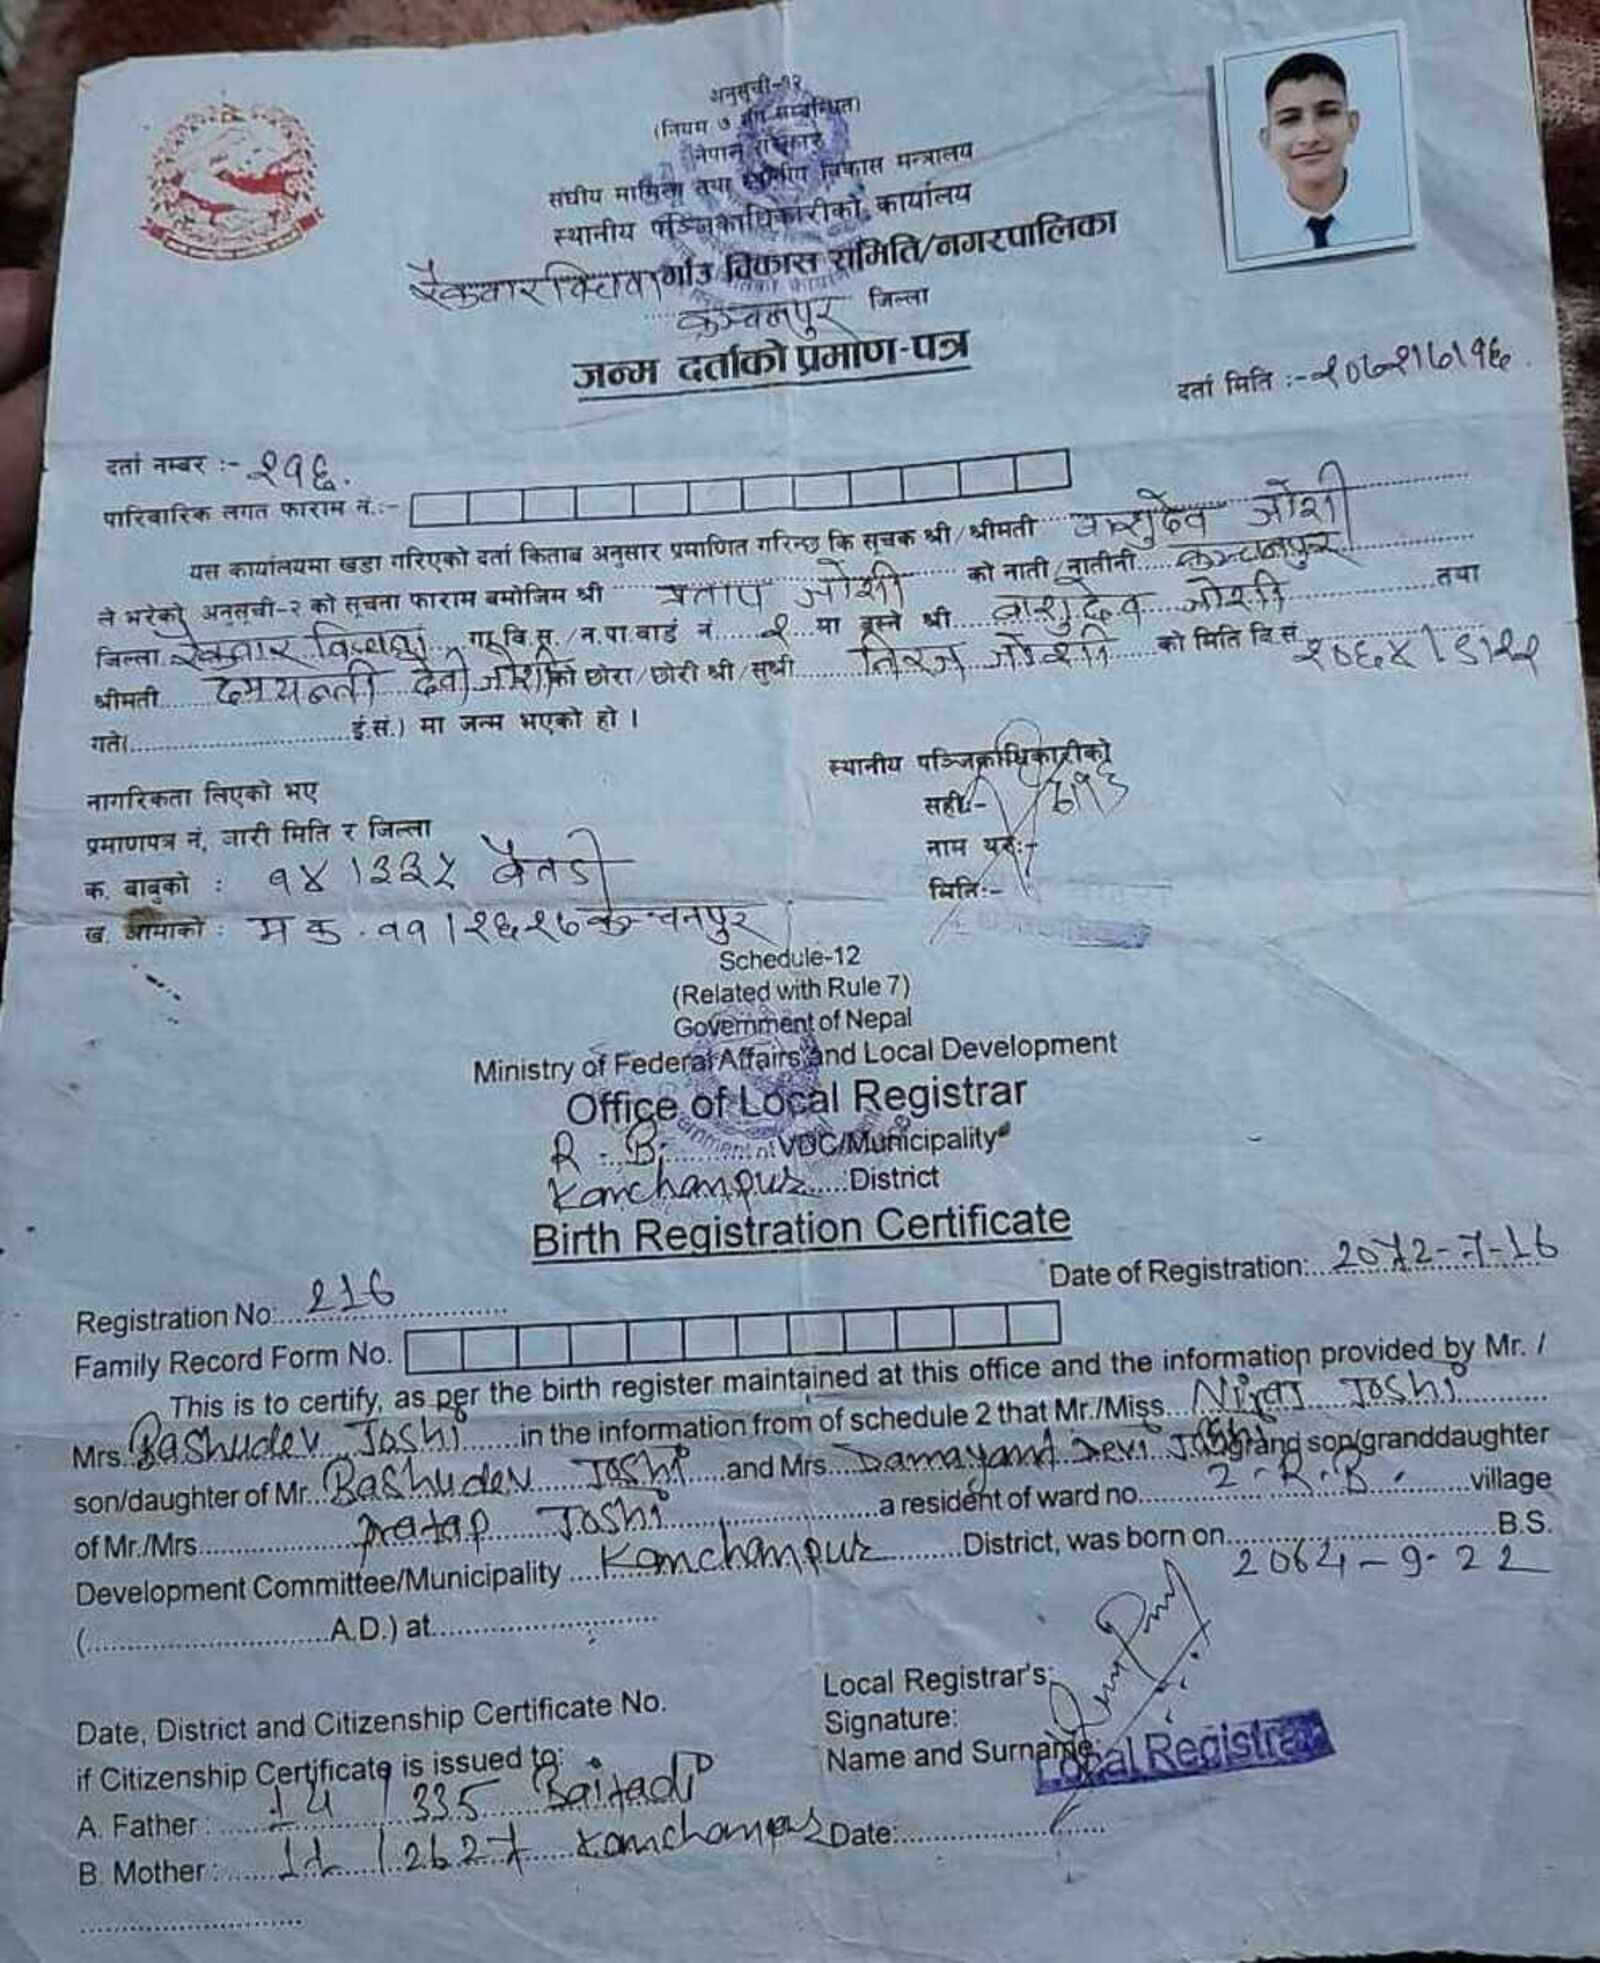 अनुसूची-१२
(नियम ७ सँग सम्बन्धित)
नेपाल सरकार
संघीय मामिला तथा स्थानीय विकास मन्त्रालय
स्थानीय पञ्जिकाधिकारीको कार्यालय
गाउँ विकास समिति/नगरपालिका
कञ्चनपुर जिल्ला
जन्म दर्ताको प्रमाण-पत्र
दर्ता मिति :- २०७२।७।१६.
दर्ता नम्बर :- २१६.
पारिवारिक लगत फाराम नं.:-
यस कार्यालयमा खडा गरिएको दर्ता किताब अनुसार प्रमाणित गरिन्छ कि सूचक श्री/श्रीमती वाशुदेव जोशी
ले भरेको अनुसूची-२ को सूचना फाराम बमोजिम श्री प्रताप जोशी को नाती/नातीनी कञ्चनपुर
जिल्ला गा.वि.स./न.पा.वार्ड नं. २ मा बस्ने श्री वाशुदेव जोशी तथा
श्रीमती दमयन्ती देवी जोशी को छोरा/छोरी श्री/सुश्री निरज जोशी को मिति वि.सं. २०६४।९।२२
गते(..............................ई.सं.) मा जन्म भएको हो ।
नागरिकता लिएको भए
प्रमाणपत्र नं, जारी मिति र जिल्ला
क. बाबुको : १४।३३५ बैतडी
ख. आमाको : म क. ११।२६२७ कञ्चनपुर
स्थानीय पञ्जिकाधिकारीको
सही:-
नाम थर:-
मिति:-
Schedule-12
(Related with Rule 7)
Government of Nepal
Ministry of Federal Affairs and Local Development
Office of Local Registrar
R. B. VDC/Municipality
Kanchanpur District
Birth Registration Certificate
Date of Registration: 2072-7-16
Registration No: 216
Family Record Form No.
This is to certify, as per the birth register maintained at this office and the information provided by Mr. /
Mrs. Bashudev Joshi in the information from of schedule 2 that Mr./Miss Niraj Joshi
son/daughter of Mr. Bashudev Joshi and Mrs. Damayanti Devi Joshi grand son/granddaughter
of Mr./Mrs. Pratap Joshi a resident of ward no. 2-R.B. village
Development Committee/Municipality Kanchanpur District, was born on 2064-9-22 B.S.
(..............................A.D.) at..............................
Date, District and Citizenship Certificate No.
if Citizenship Certificate is issued to:
A. Father : 14/335 Baitadi
B. Mother : 11/2627 Kanchanpur
Local Registrar's:
Signature:
Name and Surname:
Local Registrar
Date:..............................